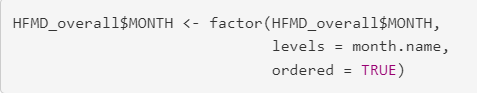 HFMD_overall$MONTH <- factor(HFMD_overall$MONTH,
                             levels = month.name,
                             ordered = TRUE)